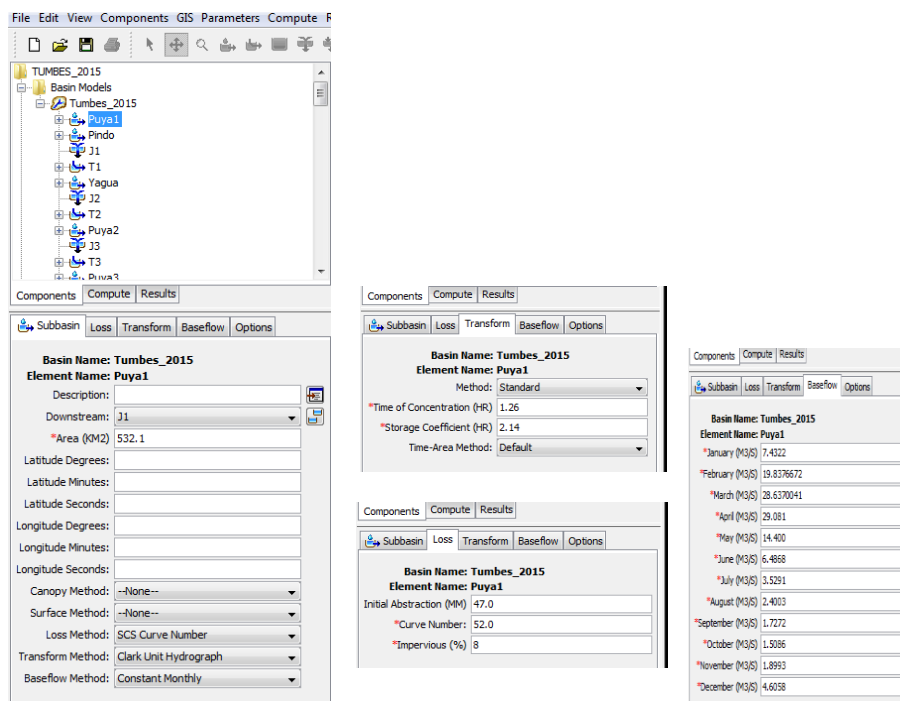 File Edit View Components GIS Parameters Compute
TUMBES_2015
Basin Models
Tumbes_2015
Puya1
Pindo
J1
T1
Yagua
J2
T2
Puya2
J3
T3
Puya3
Components Compute Results
Subbasin Loss Transform Baseflow Options
Basin Name: Tumbes_2015
Element Name: Puya1
Description:
Downstream: J1
*Area (KM2) 532.1
Latitude Degrees:
Latitude Minutes:
Latitude Seconds:
Longitude Degrees:
Longitude Minutes:
Longitude Seconds:
Canopy Method: --None--
Surface Method: --None--
Loss Method: SCS Curve Number
Transform Method: Clark Unit Hydrograph
Baseflow Method: Constant Monthly
Components Compute Results
Subbasin Loss Transform Baseflow Options
Basin Name: Tumbes_2015
Element Name: Puya1
Method: Standard
*Time of Concentration (HR) 1.26
*Storage Coefficient (HR) 2.14
Time-Area Method: Default
Components Compute Results
Subbasin Loss Transform Baseflow Options
Basin Name: Tumbes_2015
Element Name: Puya1
Initial Abstraction (MM) 47.0
*Curve Number: 52.0
*Impervious (%) 8
Components Compute Results
Subbasin Loss Transform Baseflow Options
Basin Name: Tumbes_2015
Element Name: Puya1
*January (M3/S) 7.4322
*February (M3/S) 19.8376672
*March (M3/S) 28.6370041
*April (M3/S) 29.081
*May (M3/S) 14.400
*June (M3/S) 6.4868
*July (M3/S) 3.5291
*August (M3/S) 2.4003
*September (M3/S) 1.7272
*October (M3/S) 1.5086
*November (M3/S) 1.8993
*December (M3/S) 4.6058